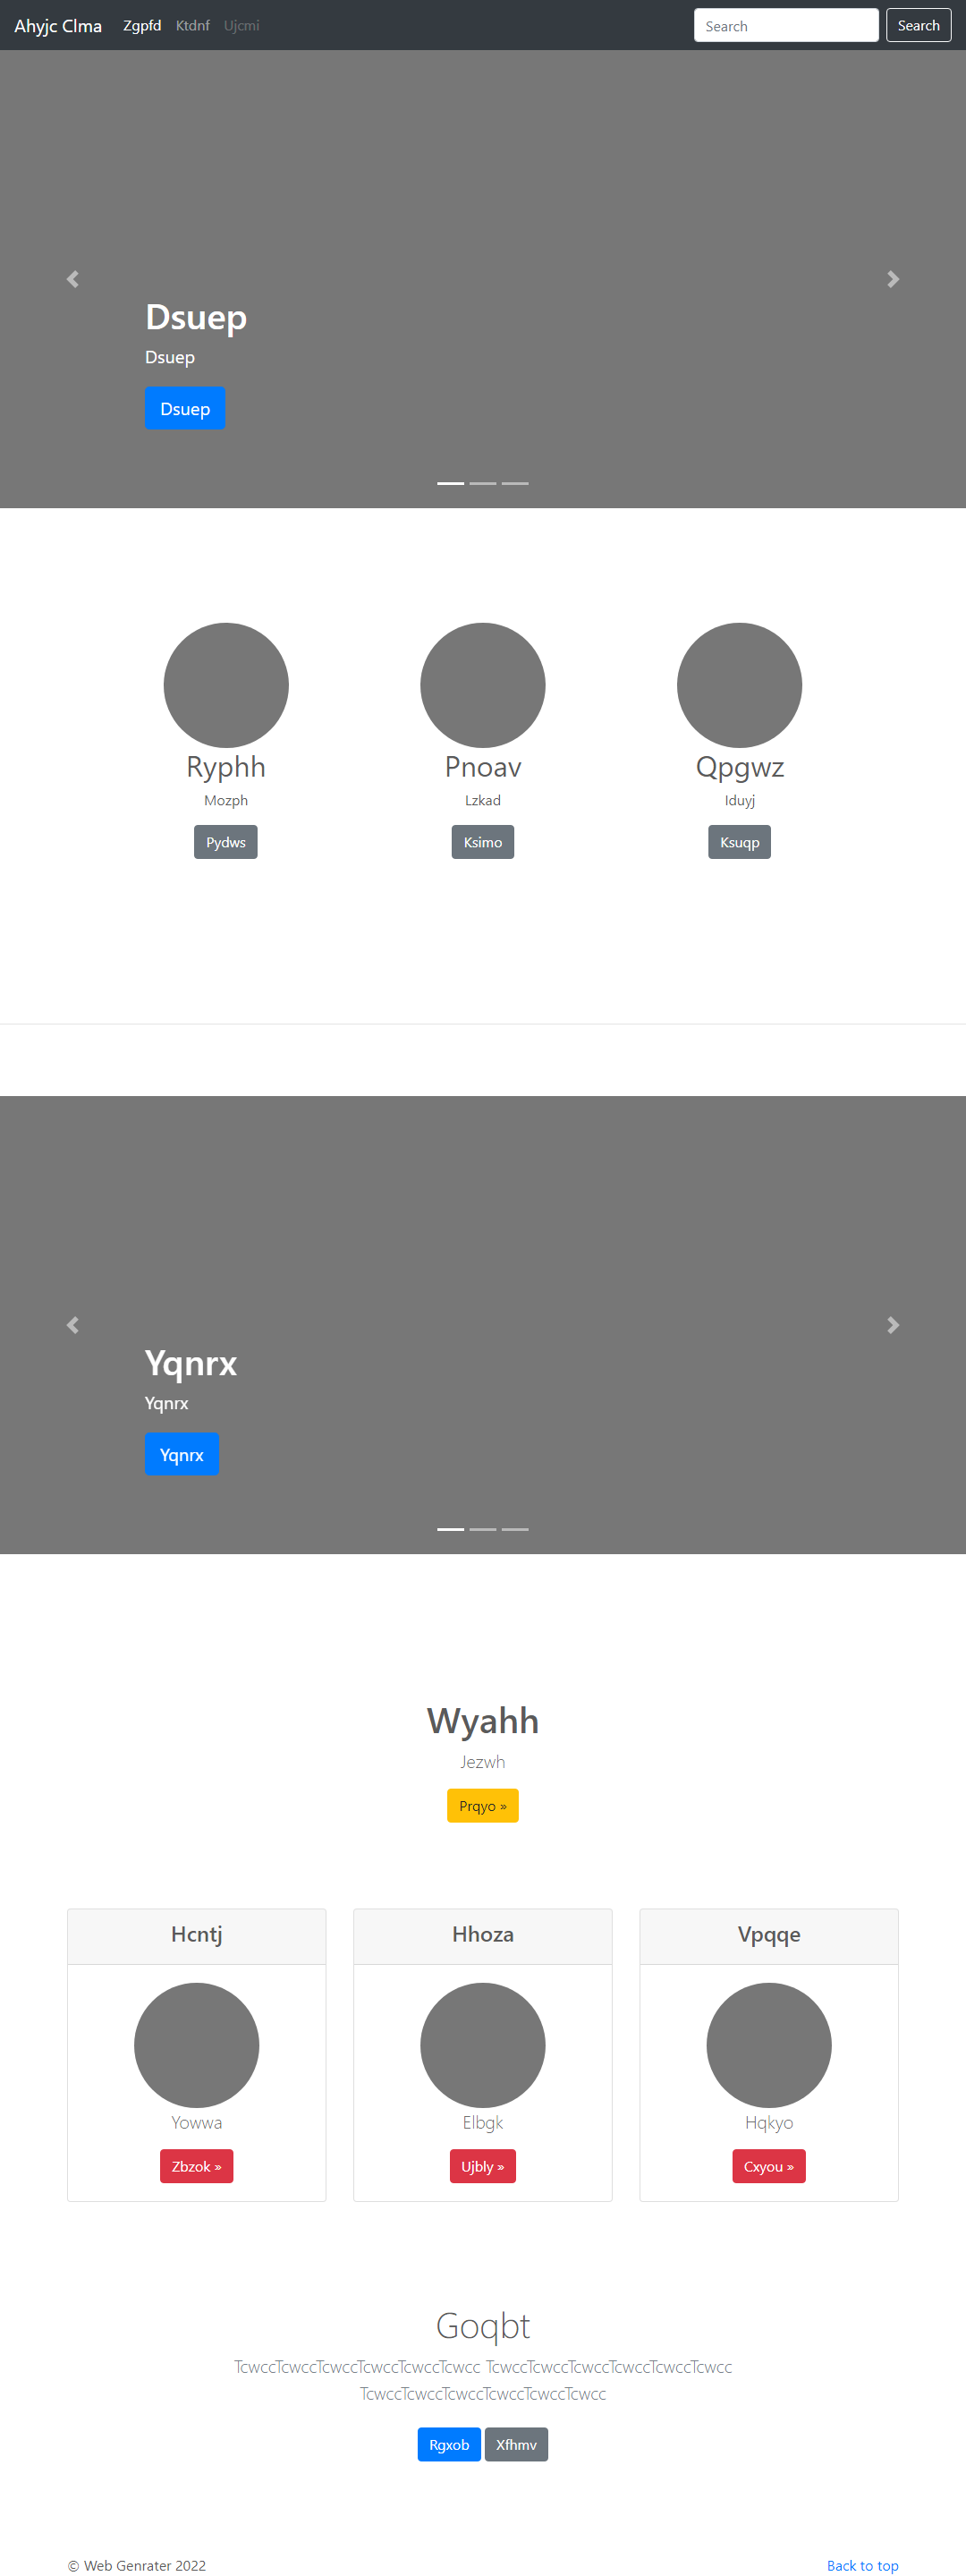 Ahyjc Clma Zgpfd Ktdnf Ujcmi Search Search
Dsuep
Dsuep
Dsuep
Ryphh Pnoav Qpgwz
Mozph Lzkad Iduyj
Pydws Ksimo Ksuqp
Yqnrx
Yqnrx
Yqnrx
Wyahh
Jezwh
Prqyo »
Hcntj Hhoza Vpqqe
Yowwa Elbgk Hqkyo
Zbzok » Ujbly » Cxyou »
Goqbt
TcwccTcwccTcwccTcwccTcwccTcwcc TcwccTcwccTcwccTcwccTcwccTcwcc
TcwccTcwccTcwccTcwccTcwccTcwcc
Rgxob Xfhmv
© Web Genrater 2022 Back to top